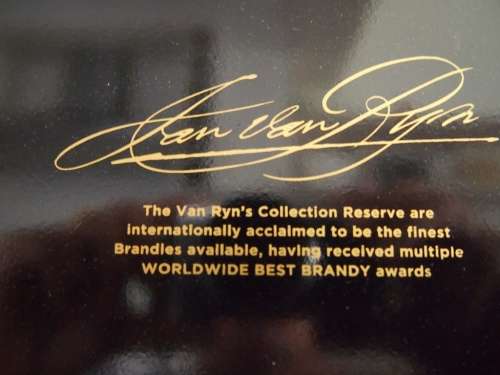 Jan van Ryn
The Van Ryn's Collection Reserve are
internationally acclaimed to be the finest
Brandies available, having received multiple
WORLDWIDE BEST BRANDY awards